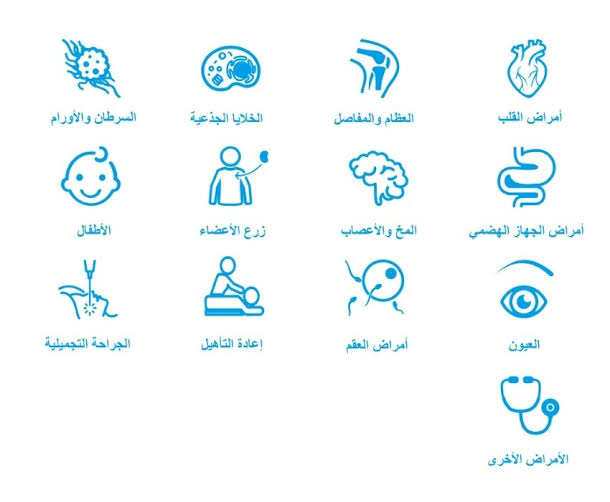 أمراض القلب
العظام والمفاصل
الخلايا الجذعية
السرطان والأورام
أمراض الجهاز الهضمي
المخ والأعصاب
زرع الأعضاء
الأطفال
العيون
أمراض العقم
إعادة التأهيل
الجراحة التجميلية
الأمراض الأخرى